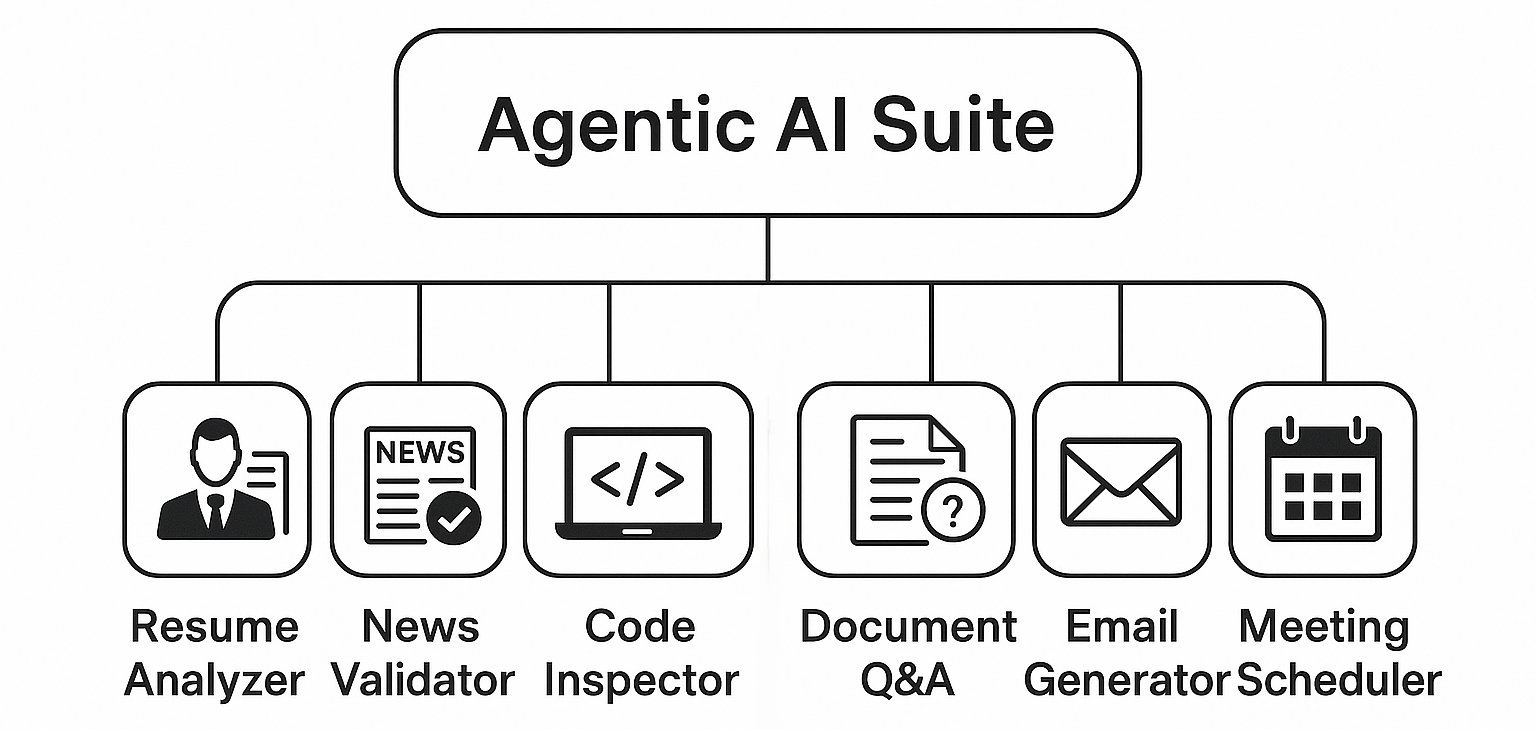 Agentic AI Suite
NEWS
</>
?
Resume
Analyzer
News
Validator
Code
Inspector
Document
Q&A
Email
Generator
Meeting
Scheduler